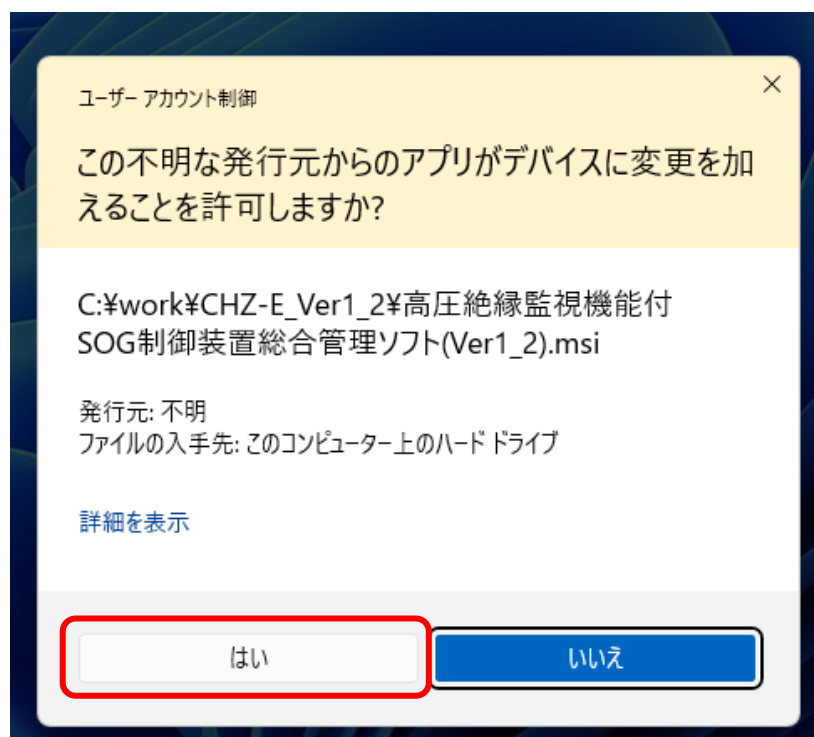 ユーザー アカウント制御
この不明な発行元からのアプリがデバイスに変更を加
えることを許可しますか?
C:¥work¥CHZ-E_Ver1_2¥高圧絶縁監視機能付
SOG制御装置総合管理ソフト(Ver1_2).msi
発行元: 不明
ファイルの入手先: このコンピューター上のハード ドライブ
詳細を表示
はい
いいえ